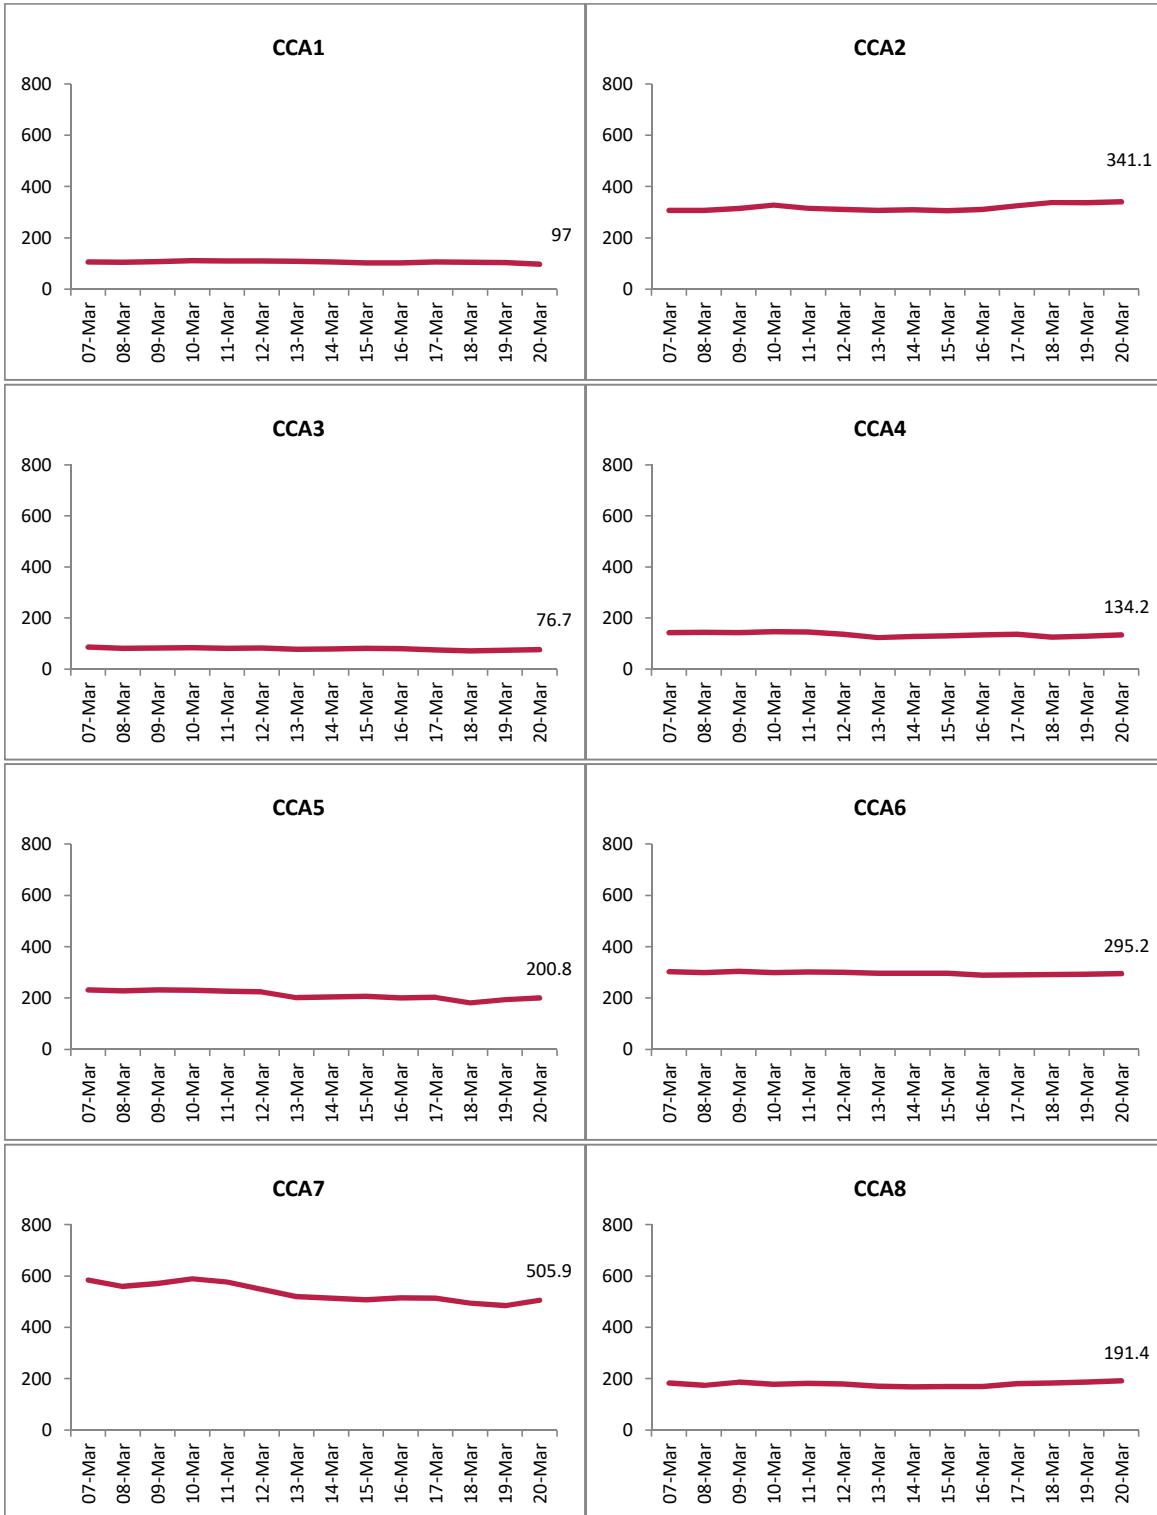 CCA1
800
600
400
200
0
97
07-Mar
08-Mar
09-Mar
10-Mar
11-Mar
12-Mar
13-Mar
14-Mar
15-Mar
16-Mar
17-Mar
18-Mar
19-Mar
20-Mar
CCA2
800
600
400
200
0
341.1
07-Mar
08-Mar
09-Mar
10-Mar
11-Mar
12-Mar
13-Mar
14-Mar
15-Mar
16-Mar
17-Mar
18-Mar
19-Mar
20-Mar
CCA3
800
600
400
200
0
76.7
07-Mar
08-Mar
09-Mar
10-Mar
11-Mar
12-Mar
13-Mar
14-Mar
15-Mar
16-Mar
17-Mar
18-Mar
19-Mar
20-Mar
CCA4
800
600
400
200
0
134.2
07-Mar
08-Mar
09-Mar
10-Mar
11-Mar
12-Mar
13-Mar
14-Mar
15-Mar
16-Mar
17-Mar
18-Mar
19-Mar
20-Mar
CCA5
800
600
400
200
0
200.8
07-Mar
08-Mar
09-Mar
10-Mar
11-Mar
12-Mar
13-Mar
14-Mar
15-Mar
16-Mar
17-Mar
18-Mar
19-Mar
20-Mar
CCA6
800
600
400
200
0
295.2
07-Mar
08-Mar
09-Mar
10-Mar
11-Mar
12-Mar
13-Mar
14-Mar
15-Mar
16-Mar
17-Mar
18-Mar
19-Mar
20-Mar
CCA7
800
600
400
200
0
505.9
07-Mar
08-Mar
09-Mar
10-Mar
11-Mar
12-Mar
13-Mar
14-Mar
15-Mar
16-Mar
17-Mar
18-Mar
19-Mar
20-Mar
CCA8
800
600
400
200
0
191.4
07-Mar
08-Mar
09-Mar
10-Mar
11-Mar
12-Mar
13-Mar
14-Mar
15-Mar
16-Mar
17-Mar
18-Mar
19-Mar
20-Mar